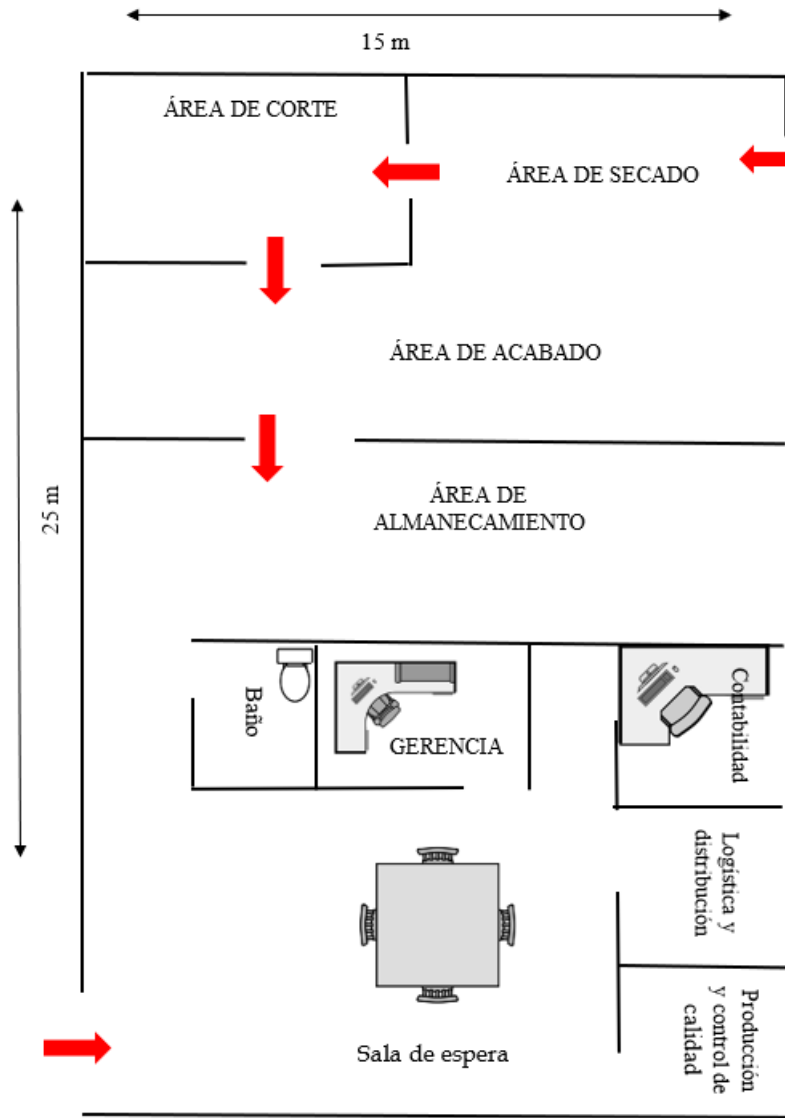 15 m
ÁREA DE CORTE
ÁREA DE SECADO
25 m
ÁREA DE ACABADO
ÁREA DE
ALMANECAMIENTO
Baño
GERENCIA
Contabilidad
Logística y
distribución
Producción
y control de
calidad
Sala de espera